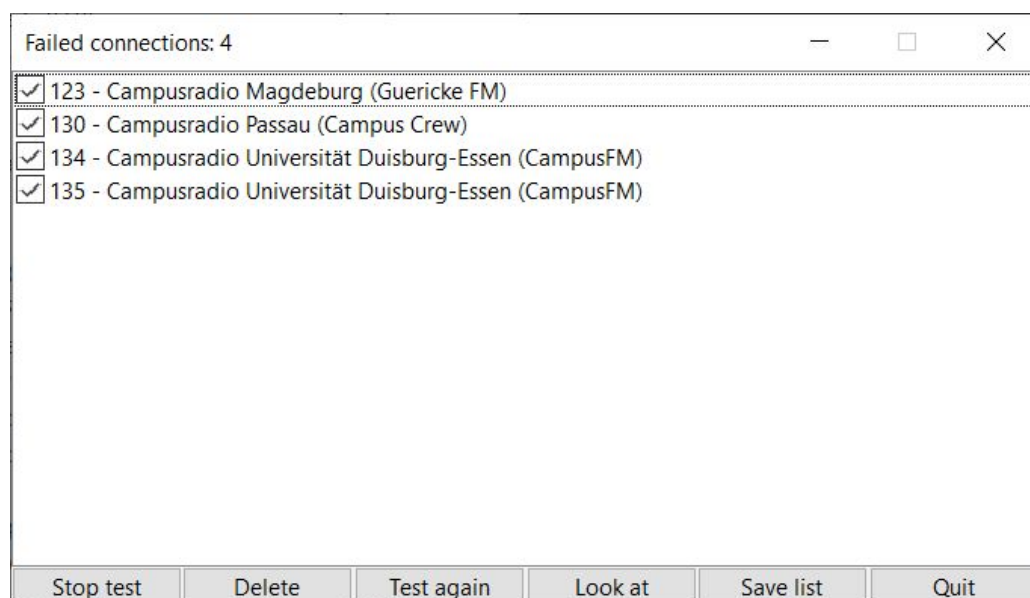 Failed connections: 4
123 - Campusradio Magdeburg (Guericke FM)
130 - Campusradio Passau (Campus Crew)
134 - Campusradio Universität Duisburg-Essen (CampusFM)
135 - Campusradio Universität Duisburg-Essen (CampusFM)
Stop test Delete Test again Look at Save list Quit